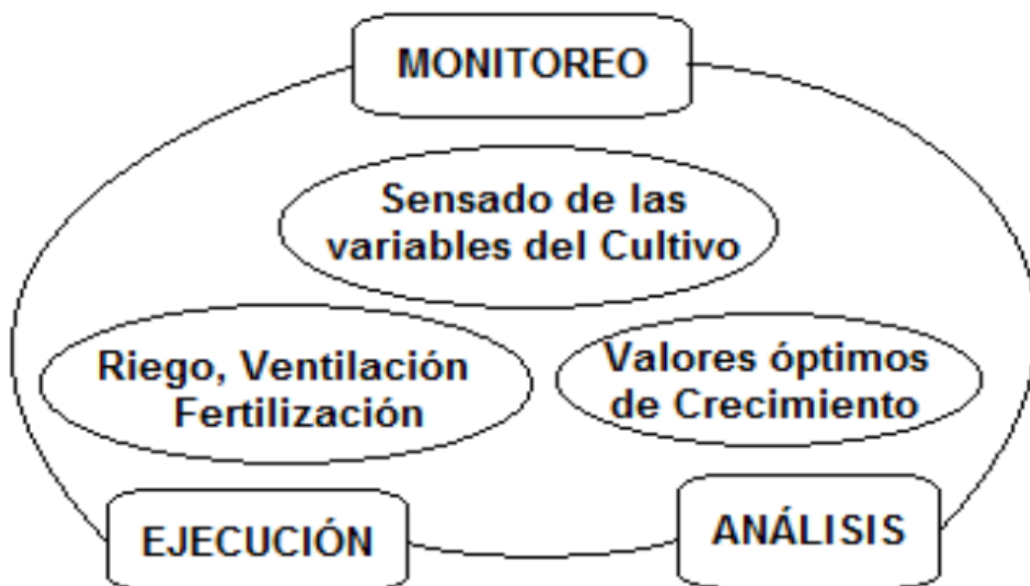 MONITOREO
Sensado de las
variables del Cultivo
Riego, Ventilación
Fertilización
Valores óptimos
de Crecimiento
EJECUCIÓN
ANÁLISIS